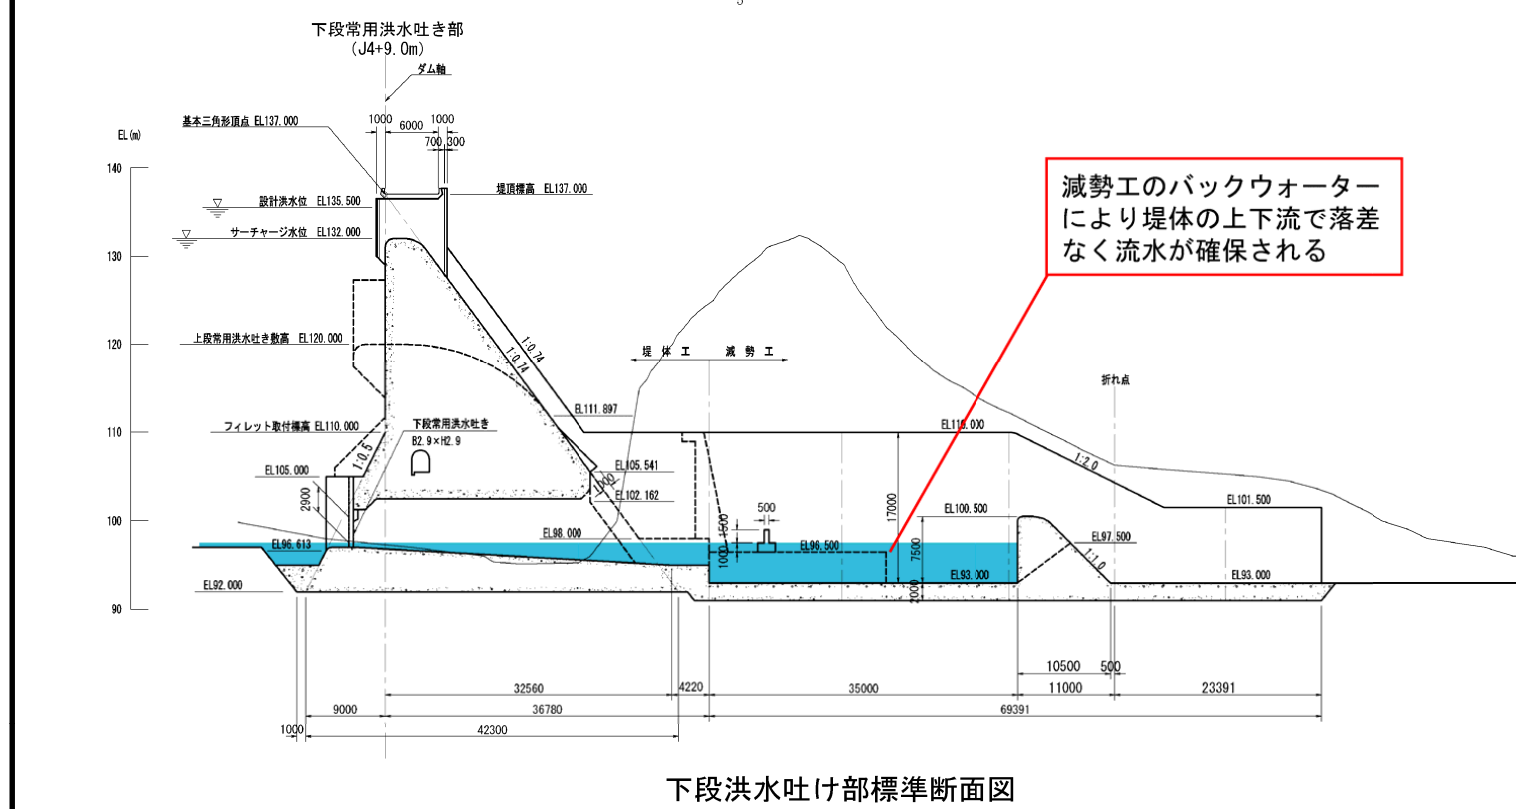 下段常用洪水吐き部
(J4+9.0m)
ダム軸
基本三角形頂点 EL137.000
1000
6000
1000
700
300
EL(m)
140
130
120
110
100
90
堤頂標高 EL137.000
設計洪水位 EL135.500
サーチャージ水位 EL132.000
減勢工のバックウォーター
により堤体の上下流で落差
なく流水が確保される
上段常用洪水吐き敷高 EL120.000
1:0.74
1:0.74
堤体工
減勢工
折れ点
EL111.897
フィレット取付標高 EL110.000
下段常用洪水吐き
B2.9×H2.9
1:0.5
EL105.000
2900
EL105.541
1000
EL102.162
1:2.0
17000
500
1500
1000
EL100.500
7500
EL101.500
EL98.000
EL96.613
EL96.500
EL97.500
1:1.0
EL93.000
EL93.000
2000
EL92.000
10500
500
32560
4220
35000
11000
23391
9000
36780
69391
1000
42300
下段洪水吐け部標準断面図